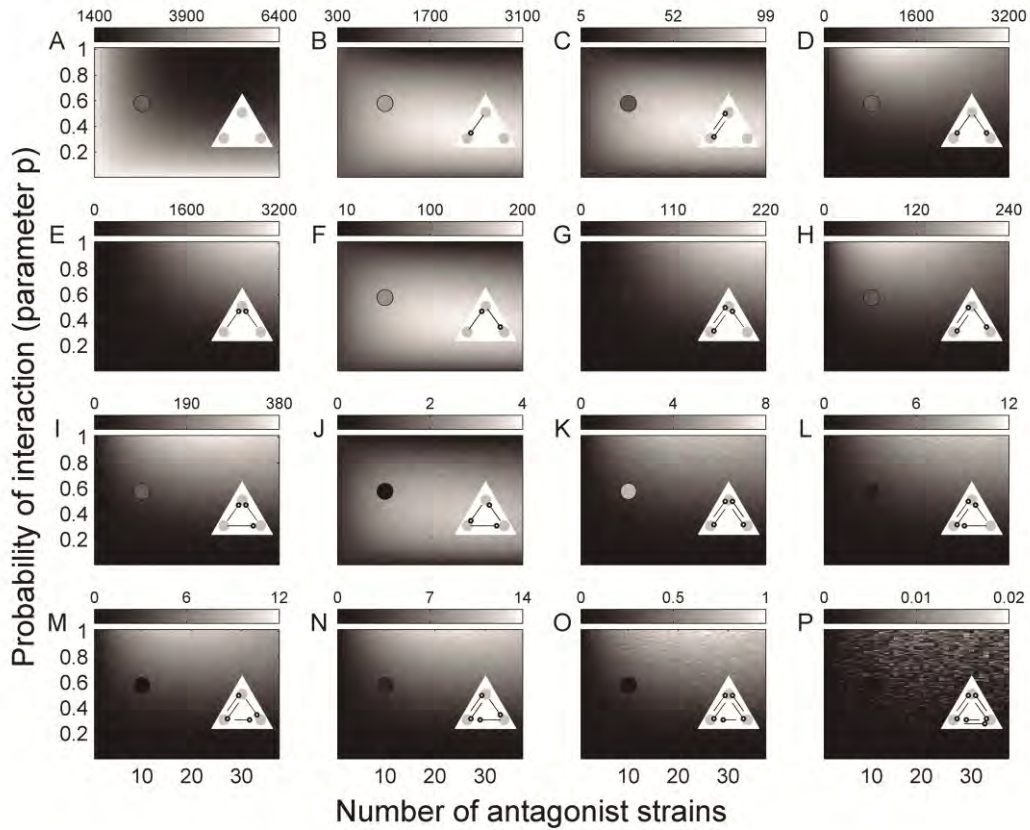 1400 3900 6400
300 1700 3100
5 52 99
0 1600 3200
A B C D
1
0.8
0.6
0.4
0.2
0 1600 3200
10 100 200
0 110 220
0 120 240
E F G H
1
0.8
0.6
0.4
0.2
0 190 380
0 2 4
0 4 8
0 6 12
I J K L
1
0.8
0.6
0.4
0.2
0 6 12
0 7 14
0 0.5 1
0 0.01 0.02
M N O P
1
0.8
0.6
0.4
0.2
10 20 30
10 20 30
10 20 30
10 20 30
Probability of interaction (parameter p)
Number of antagonist strains